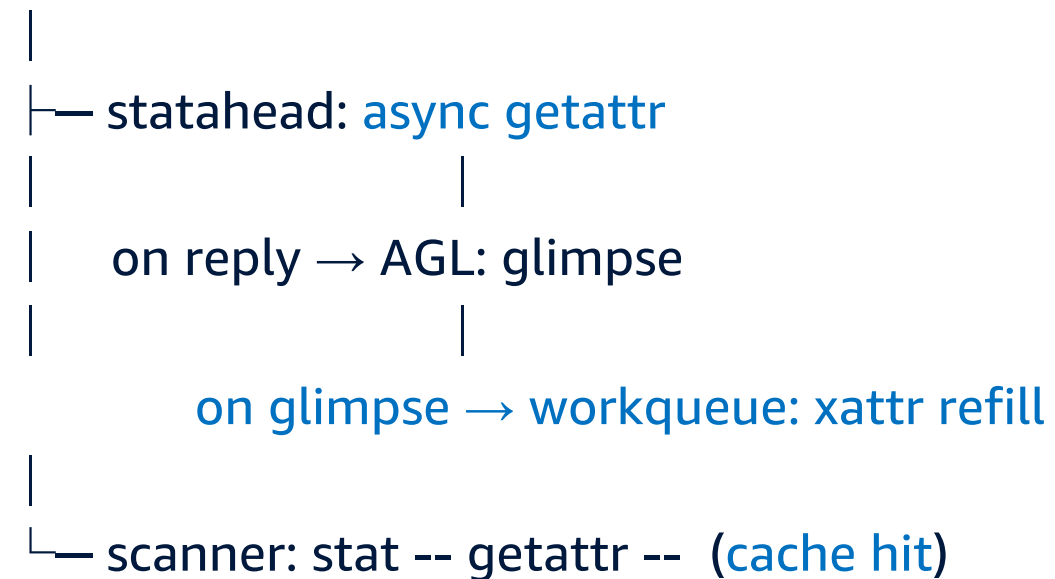 statahead: async getattr
on reply → AGL: glimpse
on glimpse → workqueue: xattr refill
scanner: stat -- getattr -- (cache hit)